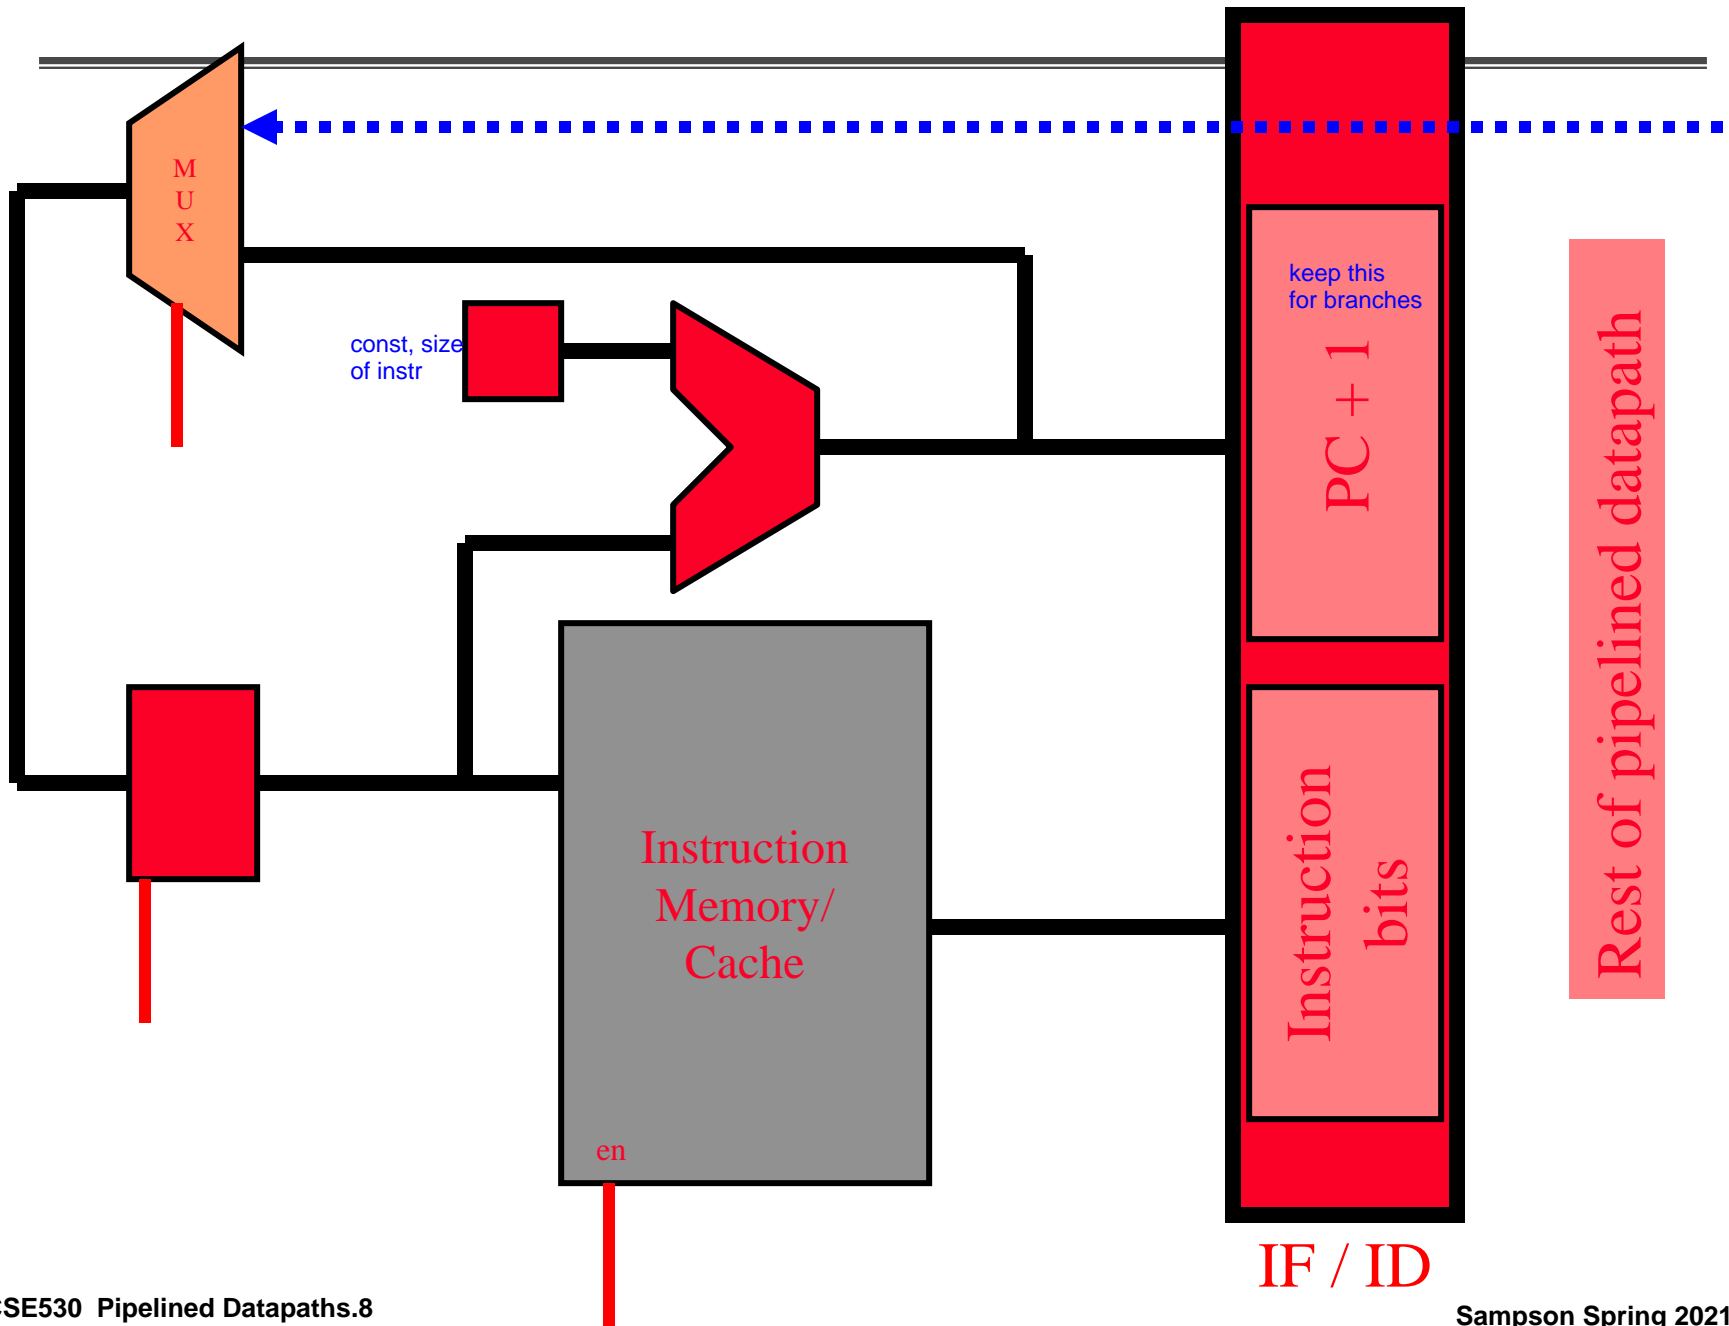 M
U
X
const, size
of instr
keep this
for branches
PC + 1
Rest of pipelined datapath
Instruction
Memory/
Cache
en
Instruction
bits
IF / ID
CSE530 Pipelined Datapaths.8
Sampson Spring 2021